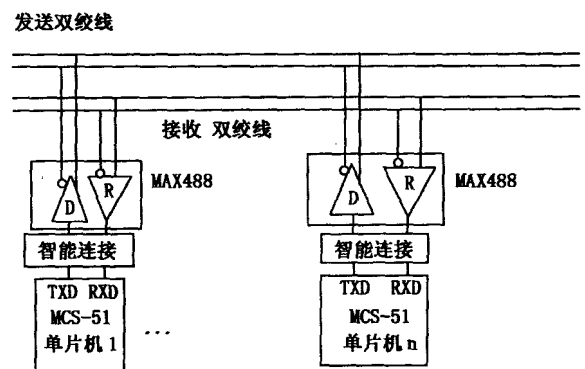 发送双绞线
接收 双绞线
MAX488
D
R
智能连接
TXD RXD
MCS-51
单片机1
...
MAX488
D
R
智能连接
TXD RXD
MCS-51
单片机n